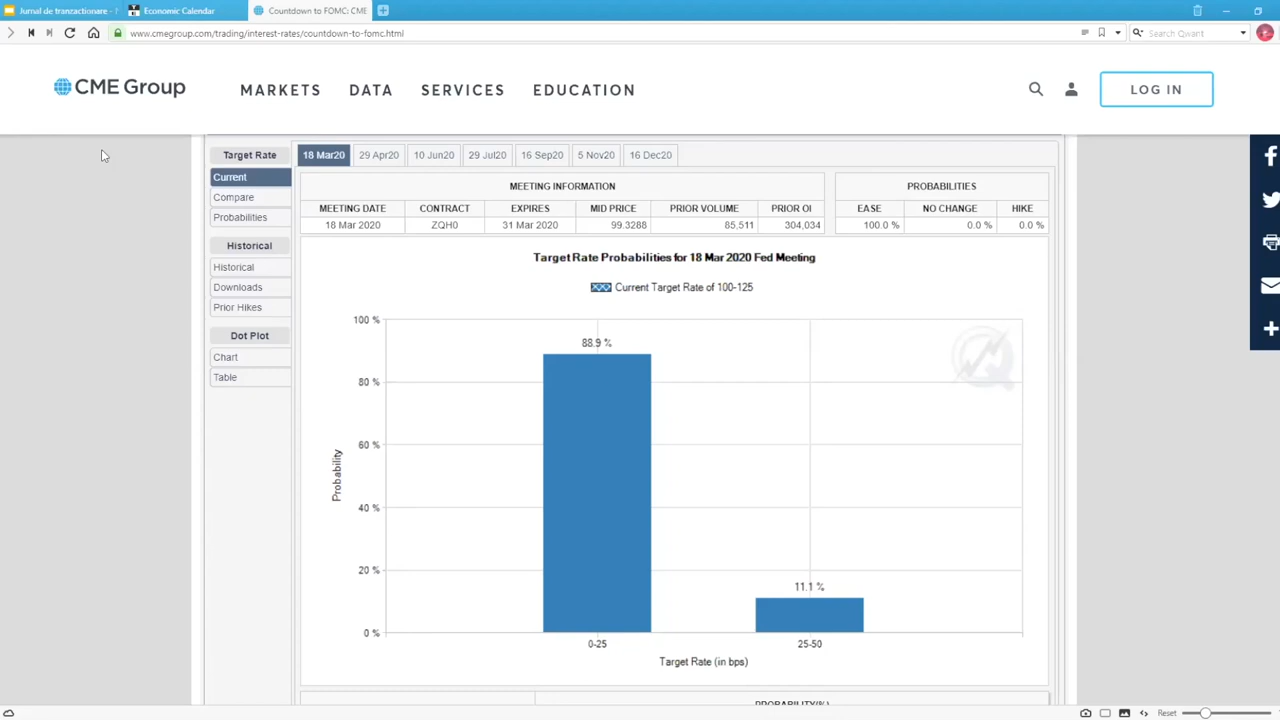 Jurnal de tranzactionare - Economic Calendar Countdown to FOMC: CME
www.cmegroup.com/trading/interest-rates/countdown-to-fomc.html Search Qwant
CME Group MARKETS DATA SERVICES EDUCATION LOG IN
Target Rate 18 Mar20 29 Apr20 10 Jun20 29 Jul20 16 Sep20 5 Nov20 16 Dec20
Current
Compare
Probabilities
Historical
Historical
Downloads
Prior Hikes
Dot Plot
Chart
Table
MEETING INFORMATION
MEETING DATE CONTRACT EXPIRES MID PRICE PRIOR VOLUME PRIOR OI
18 Mar 2020 ZQH0 31 Mar 2020 99.3288 85,511 304,034
PROBABILITIES
EASE NO CHANGE HIKE
100.0 % 0.0 % 0.0 %
Target Rate Probabilities for 18 Mar 2020 Fed Meeting
Current Target Rate of 100-125
100 %
80 %
60 %
40 %
20 %
0 %
Probability
88.9 %
11.1 %
0-25 25-50
Target Rate (in bps)
PROBABILITY(%)
Reset